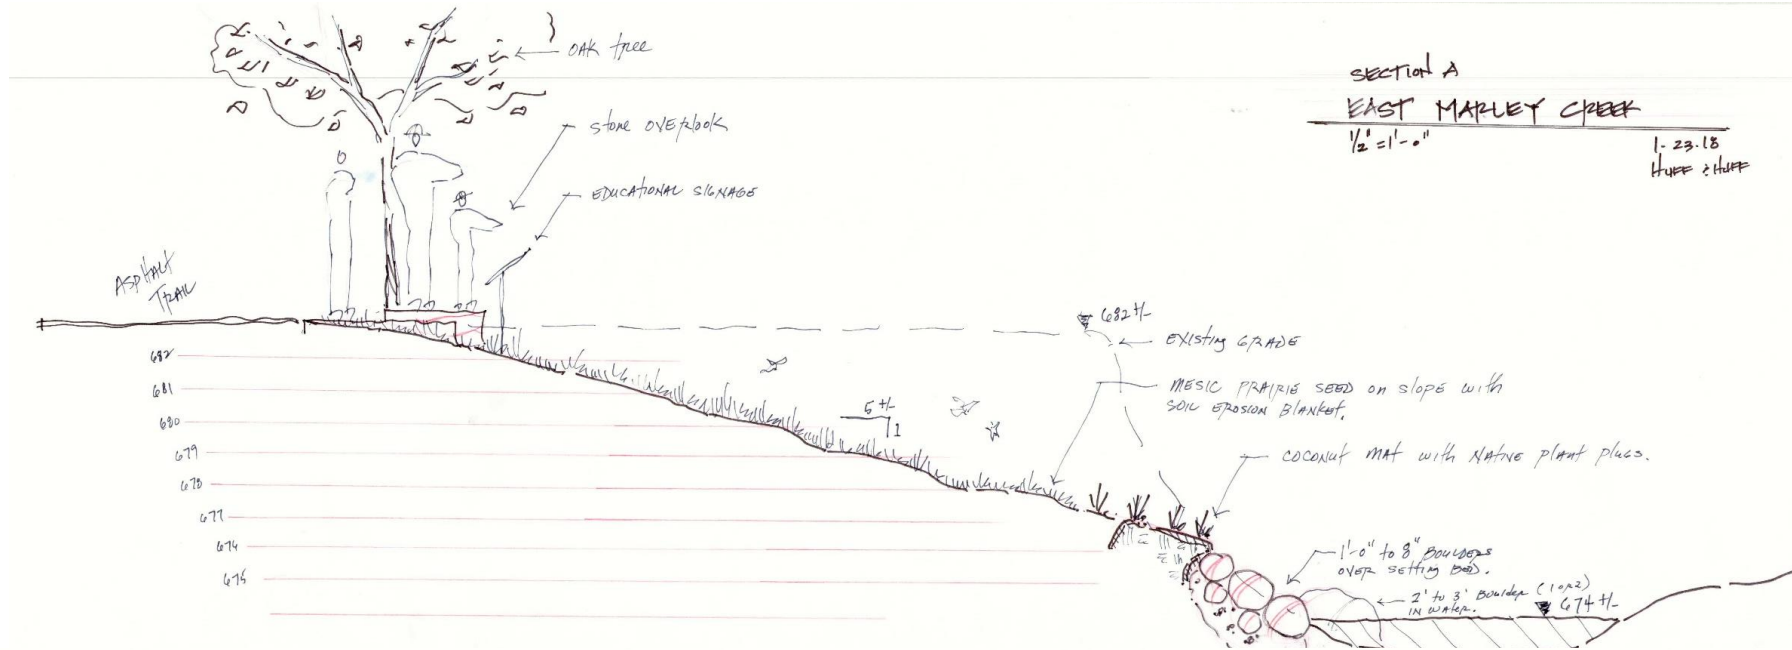 OAK tree
SECTION A
EAST MARLEY CREEK
1/2" = 1'-0"
1-23-18
HUFF & HUFF
stone overlook
EDUCATIONAL SIGNAGE
ASPHALT
TRAIL
682 +/-
EXISTING GRADE
682
681
680
679
678
677
676
675
MESIC PRAIRIE SEED on slope with
SOIL EROSION BLANKET.
5 +/-
1
COCONUT MAT with NATIVE plant plugs.
1'-0" to 8" BOULDERS
OVER SETTING BED.
2' to 3' Boulder (1 OR 2)
IN WATER.
674 +/-